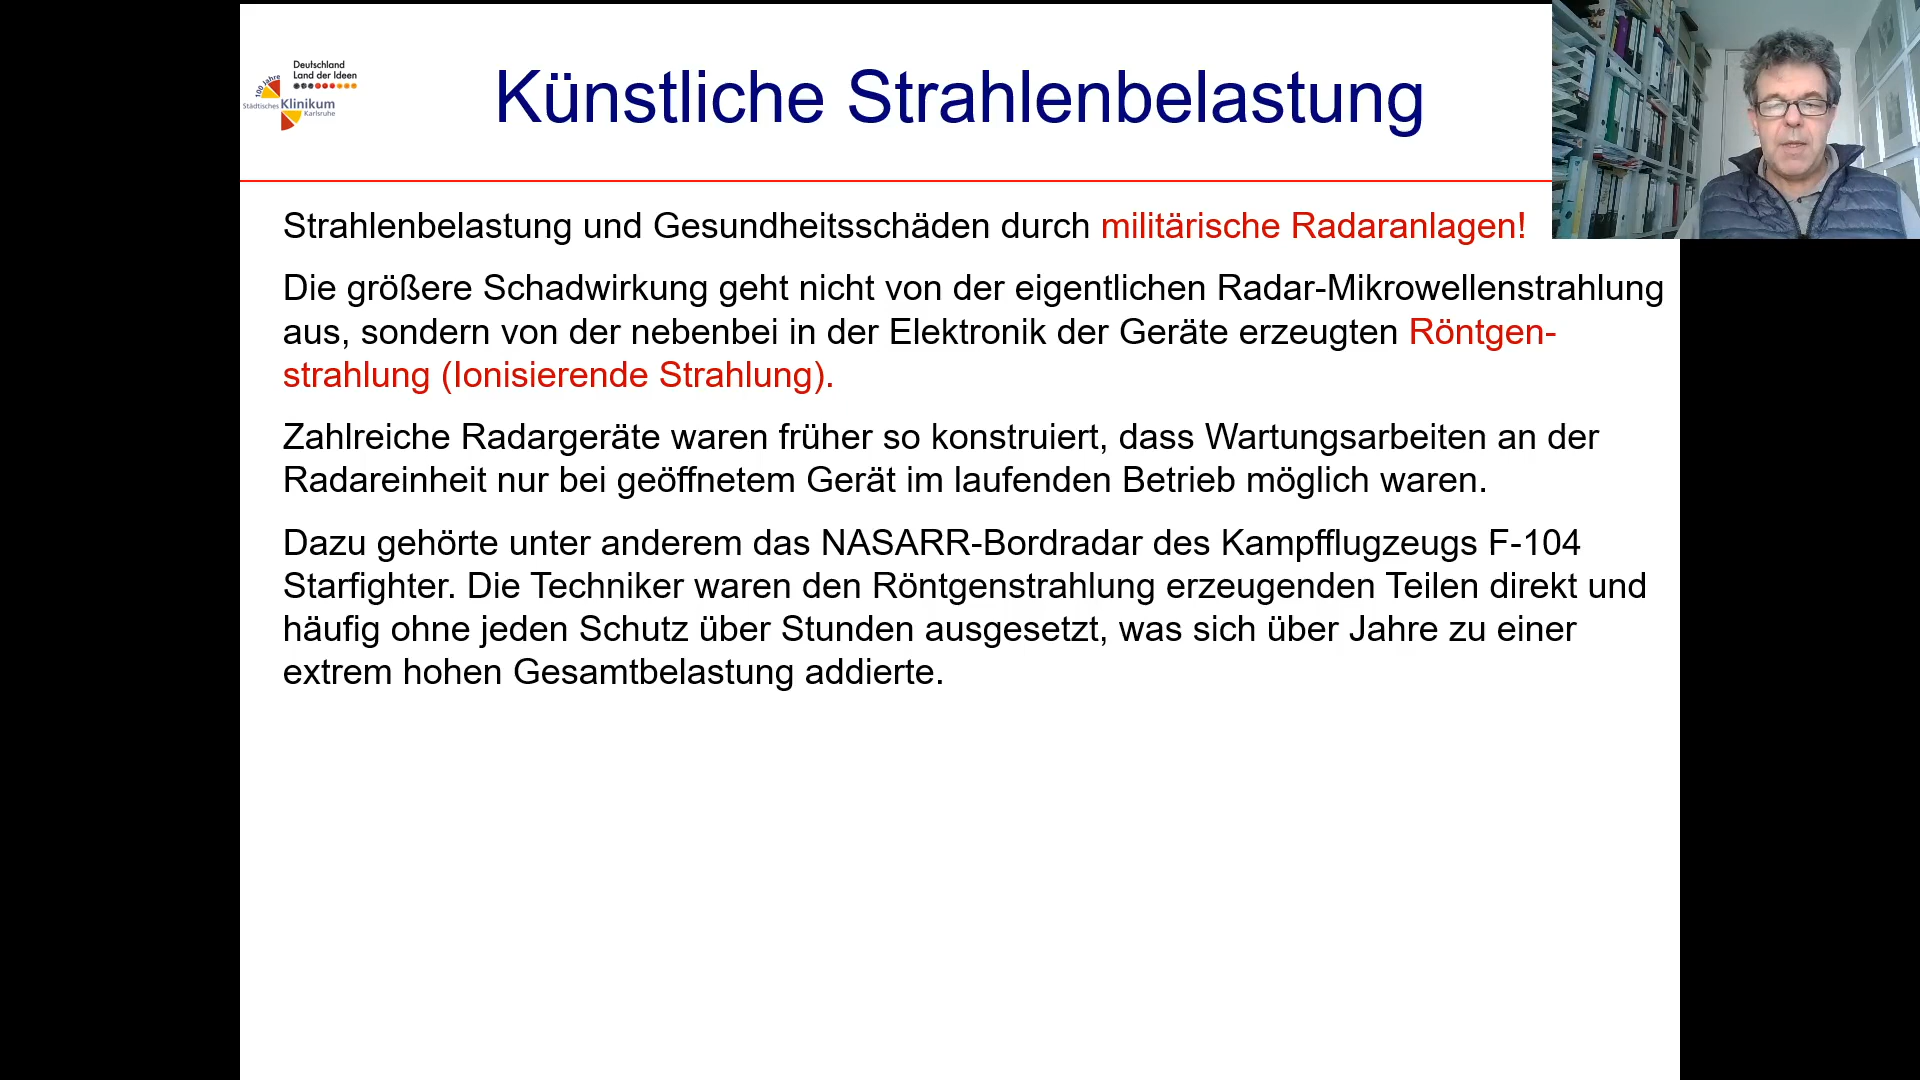 Deutschland
Land der Ideen
100 Jahre
Städtisches Klinikum
Karlsruhe
Künstliche Strahlenbelastung
Strahlenbelastung und Gesundheitsschäden durch militärische Radaranlagen!
Die größere Schadwirkung geht nicht von der eigentlichen Radar-Mikrowellenstrahlung
aus, sondern von der nebenbei in der Elektronik der Geräte erzeugten Röntgen-
strahlung (Ionisierende Strahlung).
Zahlreiche Radargeräte waren früher so konstruiert, dass Wartungsarbeiten an der
Radareinheit nur bei geöffnetem Gerät im laufenden Betrieb möglich waren.
Dazu gehörte unter anderem das NASARR-Bordradar des Kampfflugzeugs F-104
Starfighter. Die Techniker waren den Röntgenstrahlung erzeugenden Teilen direkt und
häufig ohne jeden Schutz über Stunden ausgesetzt, was sich über Jahre zu einer
extrem hohen Gesamtbelastung addierte.